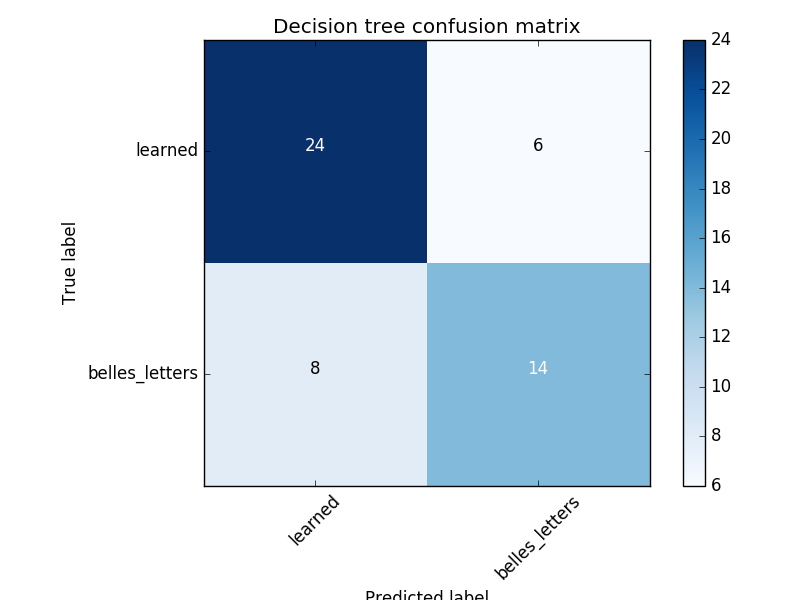 Decision tree confusion matrix
True label
learned
belles_letters
24
6
8
14
learned
belles_letters
Predicted label
24
22
20
18
16
14
12
10
8
6